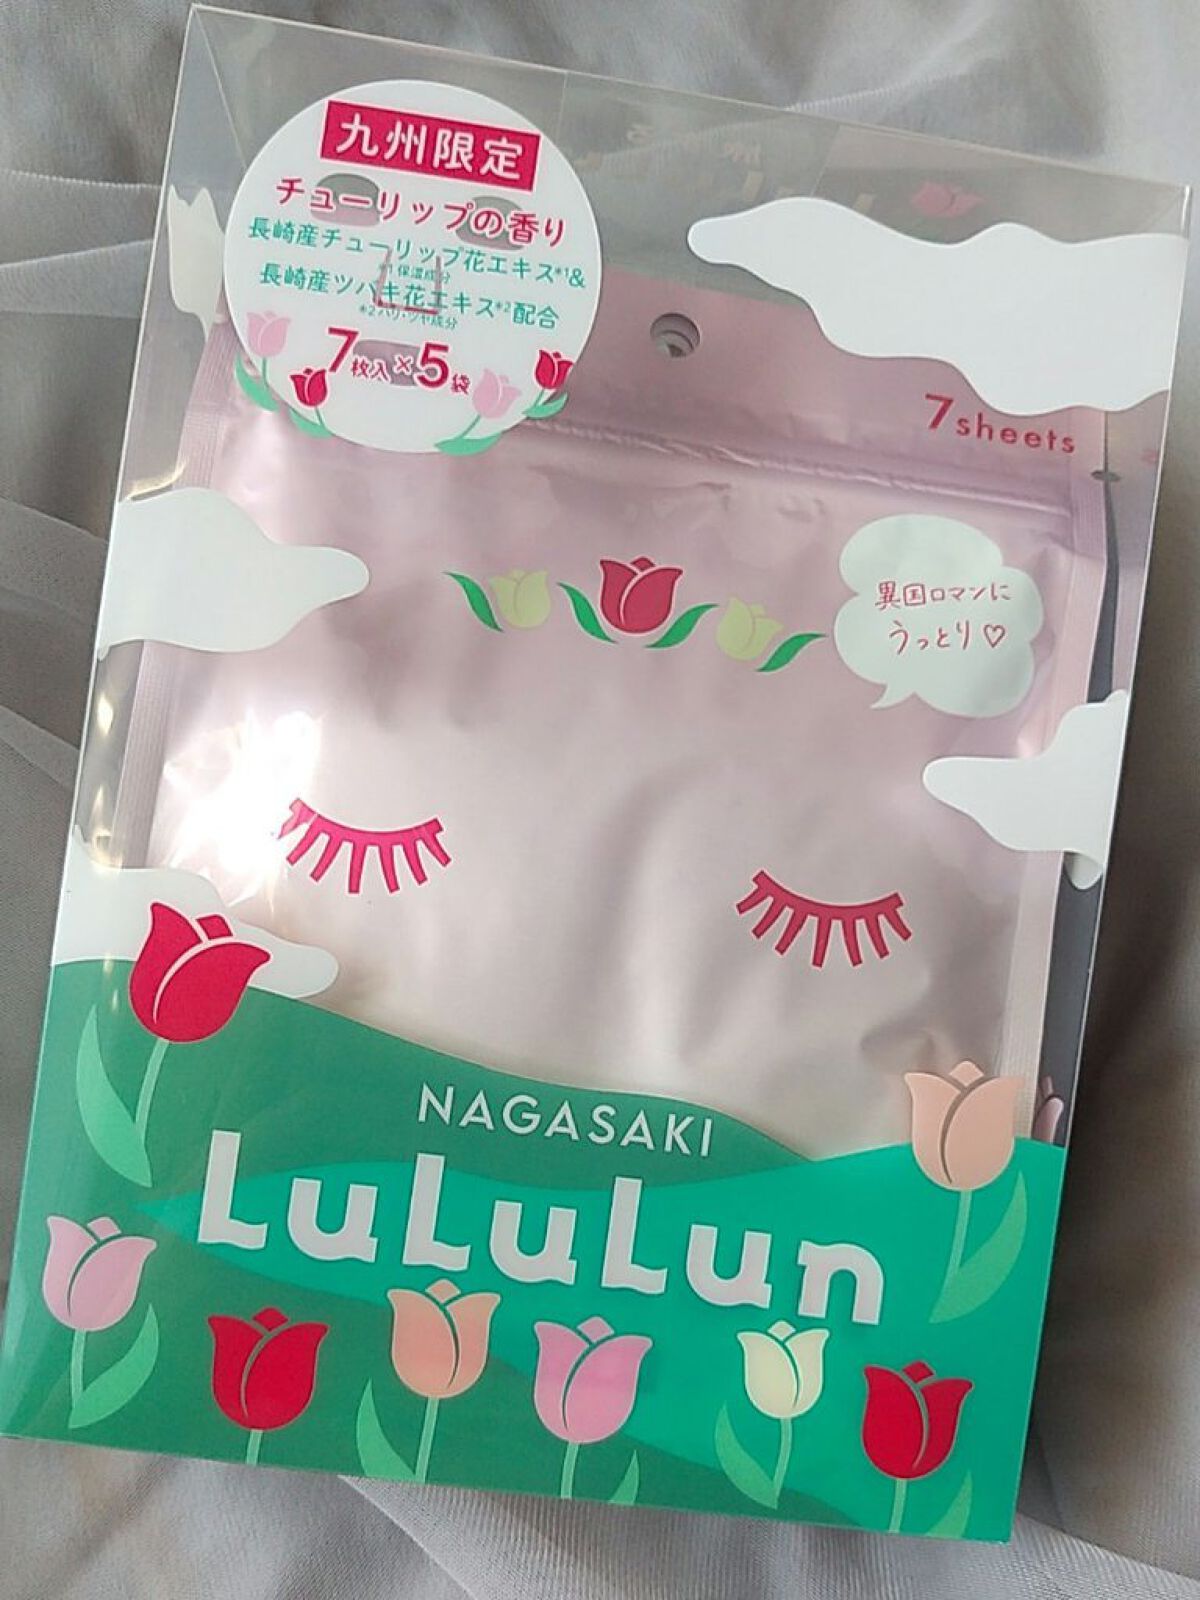 九州限定
チューリップの香り
長崎産チューリップ花エキス*1&
*1 保湿成分
長崎産ツバキ花エキス*2配合
*2 ハリ・ツヤ成分
7枚入×5袋
7sheets
異国ロマンに
うっとり♡
NAGASAKI
LuLuLun